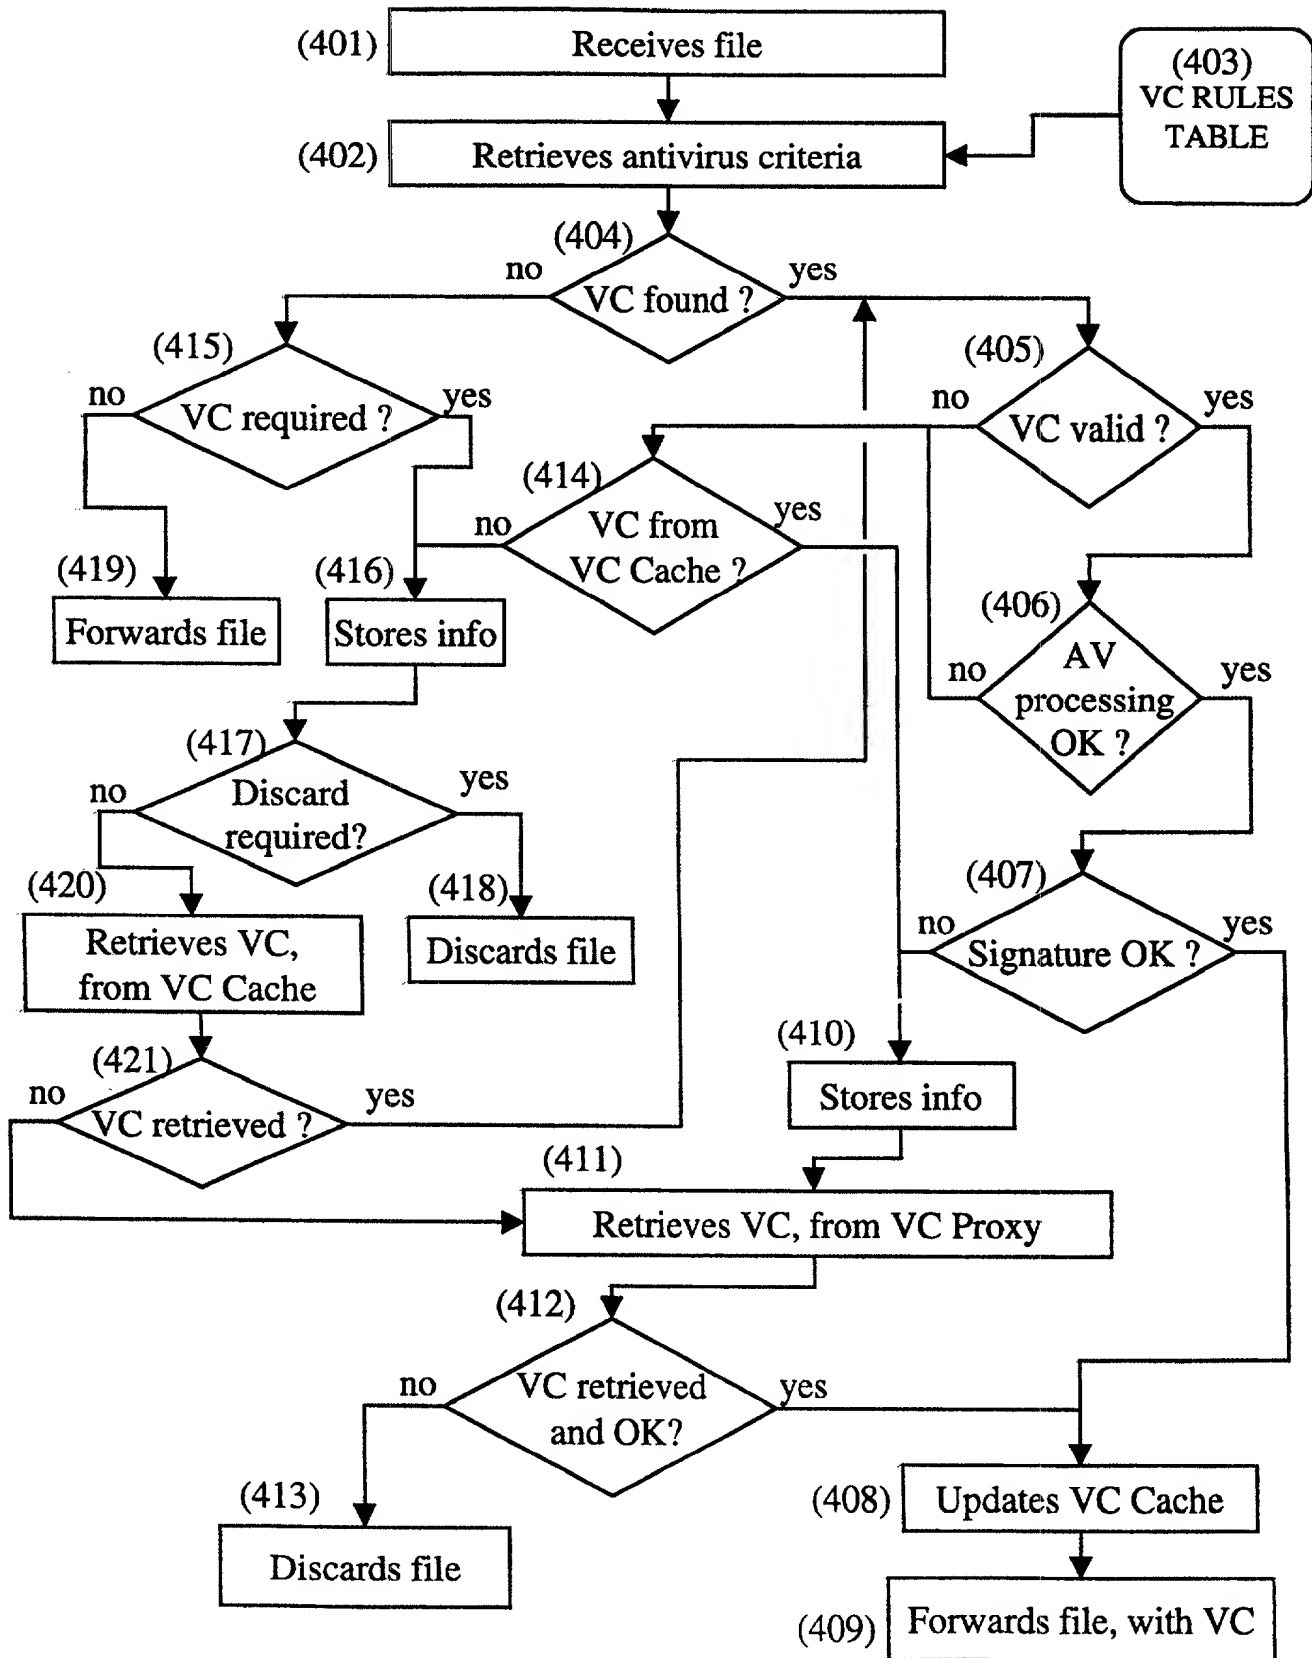 (401)
Receives file
(403)
VC RULES
TABLE
(402)
Retrieves antivirus criteria
(404)
no
yes
VC found ?
(415)
(405)
no
yes
VC required ?
no
yes
VC valid ?
(414)
no
yes
VC from
VC Cache ?
(419)
(416)
(406)
Forwards file
Stores info
AV
processing
OK ?
no
yes
(417)
no
yes
Discard
required?
(420)
(418)
(407)
no
yes
Retrieves VC,
from VC Cache
Discards file
Signature OK ?
(421)
(410)
no
yes
VC retrieved ?
Stores info
(411)
Retrieves VC, from VC Proxy
(412)
no
yes
VC retrieved
and OK?
(413)
(408)
Updates VC Cache
Discards file
(409)
Forwards file, with VC